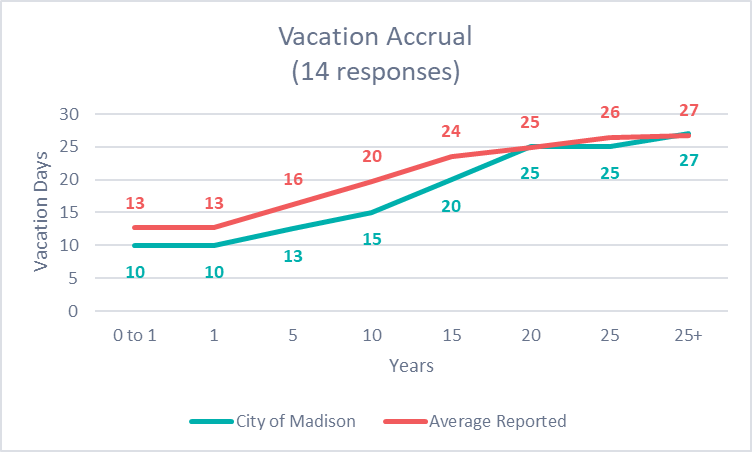 Vacation Accrual
(14 responses)
Vacation Days
30
25
20
15
10
5
0
13 13 16 20 24 25 26 27
10 10 13 15 20 25 25 27
0 to 1 1 5 10 15 20 25 25+
Years
City of Madison Average Reported